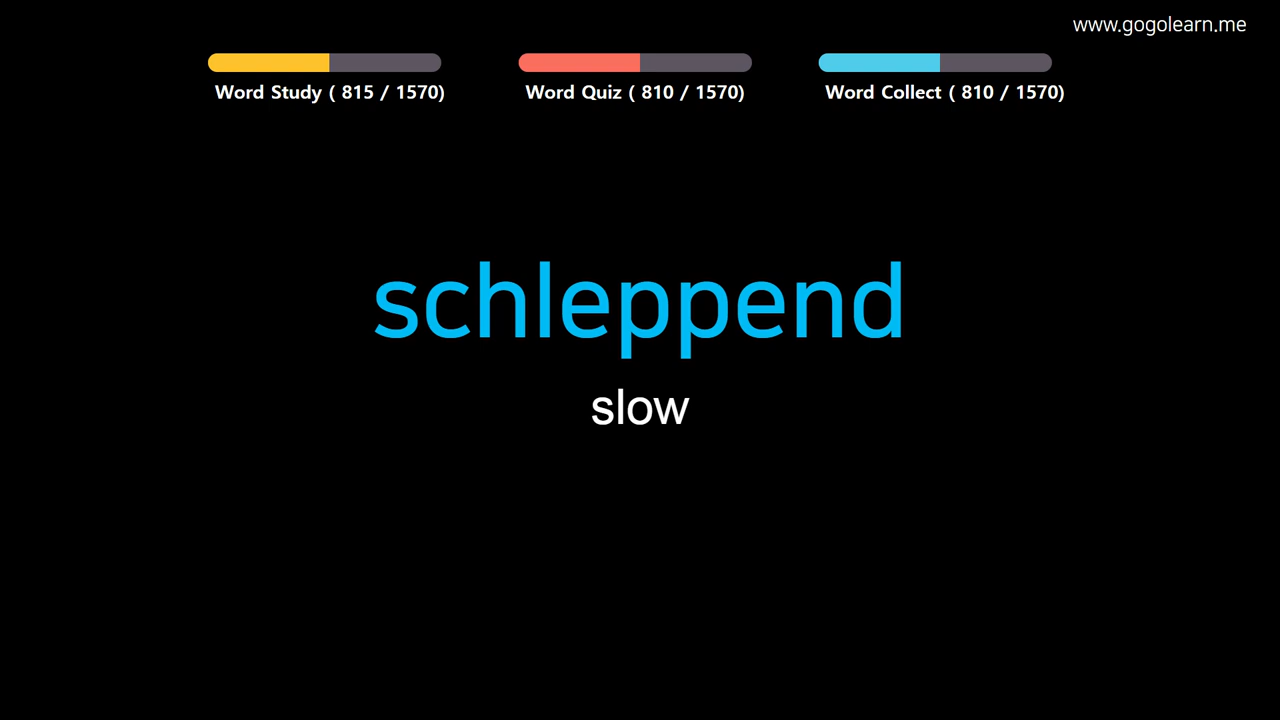 www.gogolearn.me
Word Study ( 815 / 1570)
Word Quiz ( 810 / 1570)
Word Collect ( 810 / 1570)
schleppend
slow